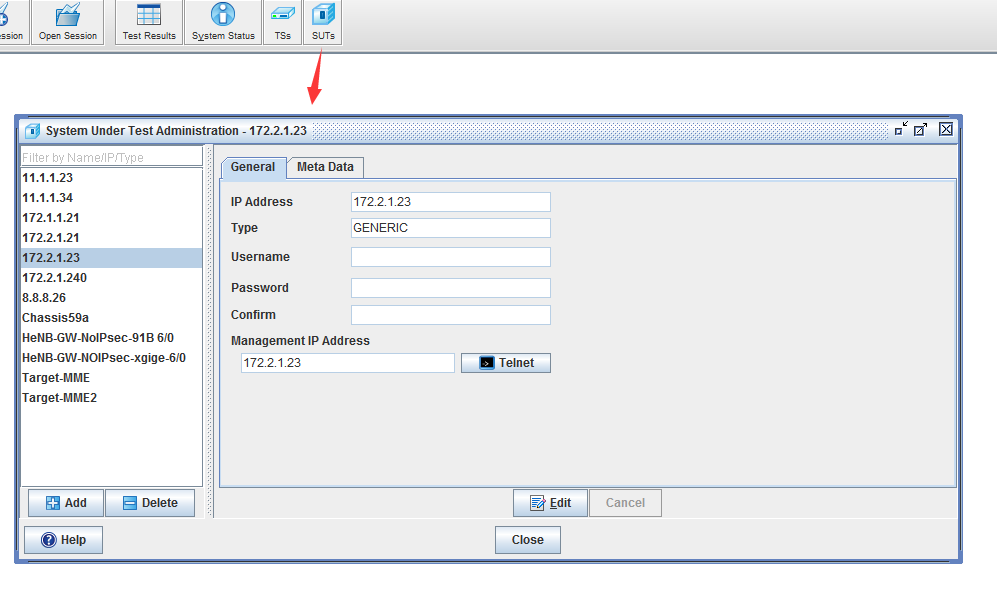 ession Open Session Test Results System Status TSs SUTs
System Under Test Administration - 172.2.1.23
Filter by Name/IP/Type
11.1.1.23
11.1.1.34
172.1.1.21
172.2.1.21
172.2.1.23
172.2.1.240
8.8.8.26
Chassis59a
HeNB-GW-NoIPsec-91B 6/0
HeNB-GW-NOIPsec-xgige-6/0
Target-MME
Target-MME2
Add Delete
General Meta Data
IP Address 172.2.1.23
Type GENERIC
Username
Password
Confirm
Management IP Address
172.2.1.23 Telnet
Edit Cancel
Help Close